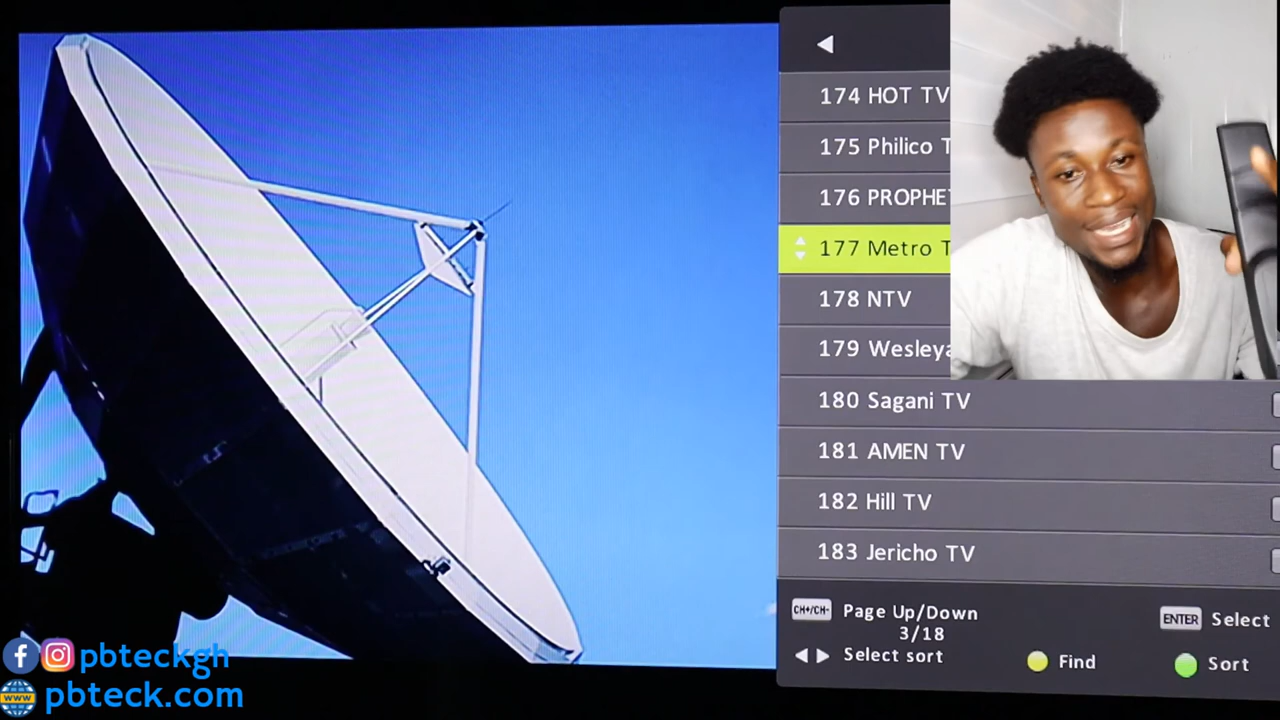 174 HOT TV
175 Philico T
176 PROPHE
177 Metro T
178 NTV
179 Wesleya
180 Sagani TV
181 AMEN TV
182 Hill TV
183 Jericho TV
CH+/CH- Page Up/Down
3/18
Select sort
ENTER Select
Find
Sort
pbteckgh
www pbteck.com